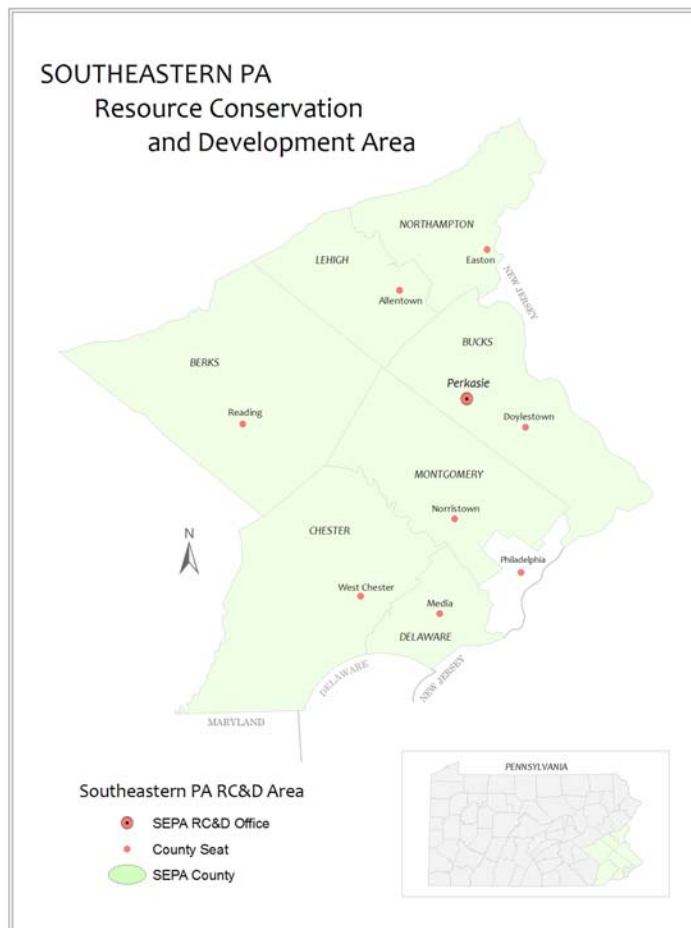 SOUTHEASTERN PA
Resource Conservation
and Development Area
NORTHAMPTON
Easton
LEHIGH
Allentown
NEW JERSEY
BUCKS
BERKS
Perkasie
Reading
Doylestown
MONTGOMERY
Norristown
CHESTER
N
Philadelphia
West Chester
Media
DELAWARE
DELAWARE
NEW JERSEY
MARYLAND
PENNSYLVANIA
Southeastern PA RC&D Area
SEPA RC&D Office
County Seat
SEPA County